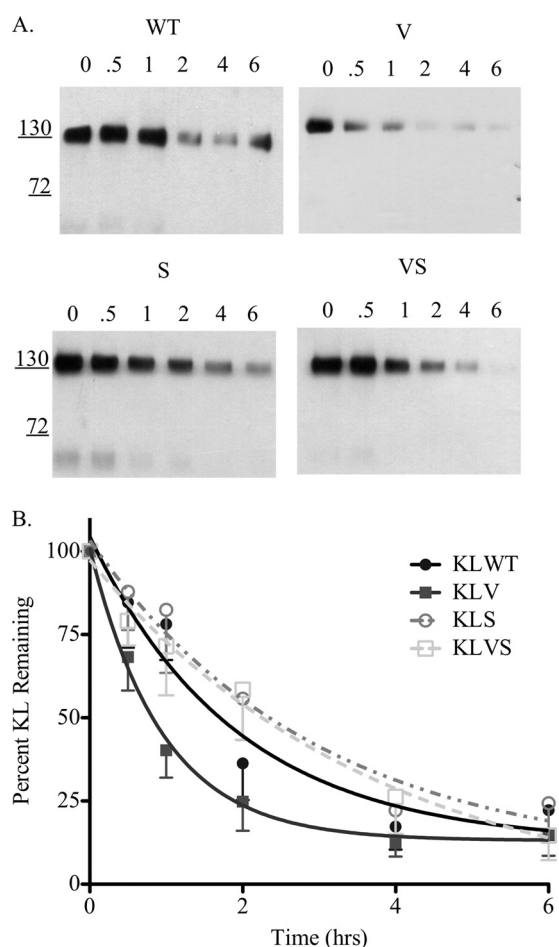 A.
WT V
0 .5 1 2 4 6 0 .5 1 2 4 6
130
72
S VS
0 .5 1 2 4 6 0 .5 1 2 4 6
130
72
B.
100
75
50
25
0
Percent KL Remaining
KLWT
KLV
KLS
KLVS
0 2 4 6
Time (hrs)